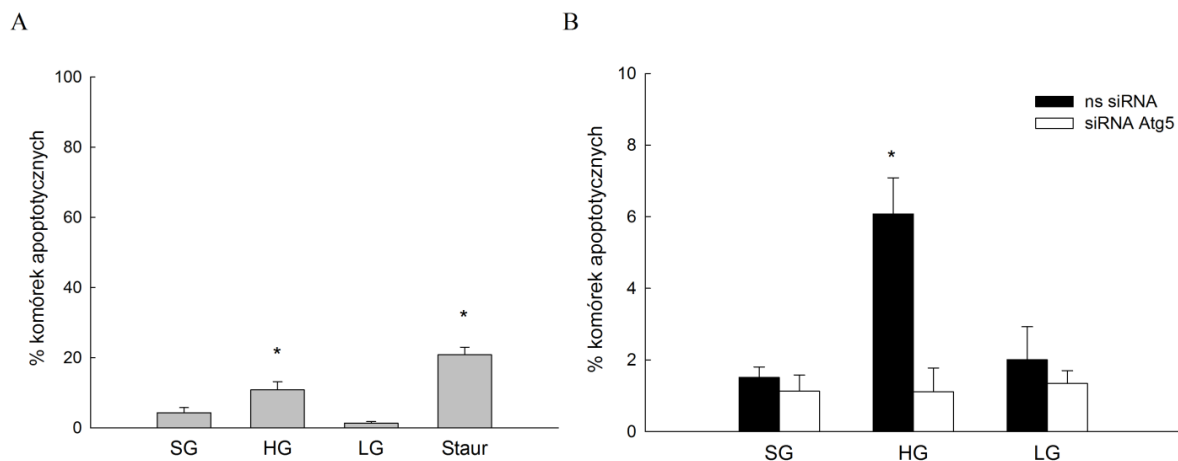 A
% komórek apoptotycznych
100
80
60
40
20
0
*
*
SG HG LG Staur
B
% komórek apoptotycznych
10
8
6
4
2
0
ns siRNA
siRNA Atg5
*
SG HG LG